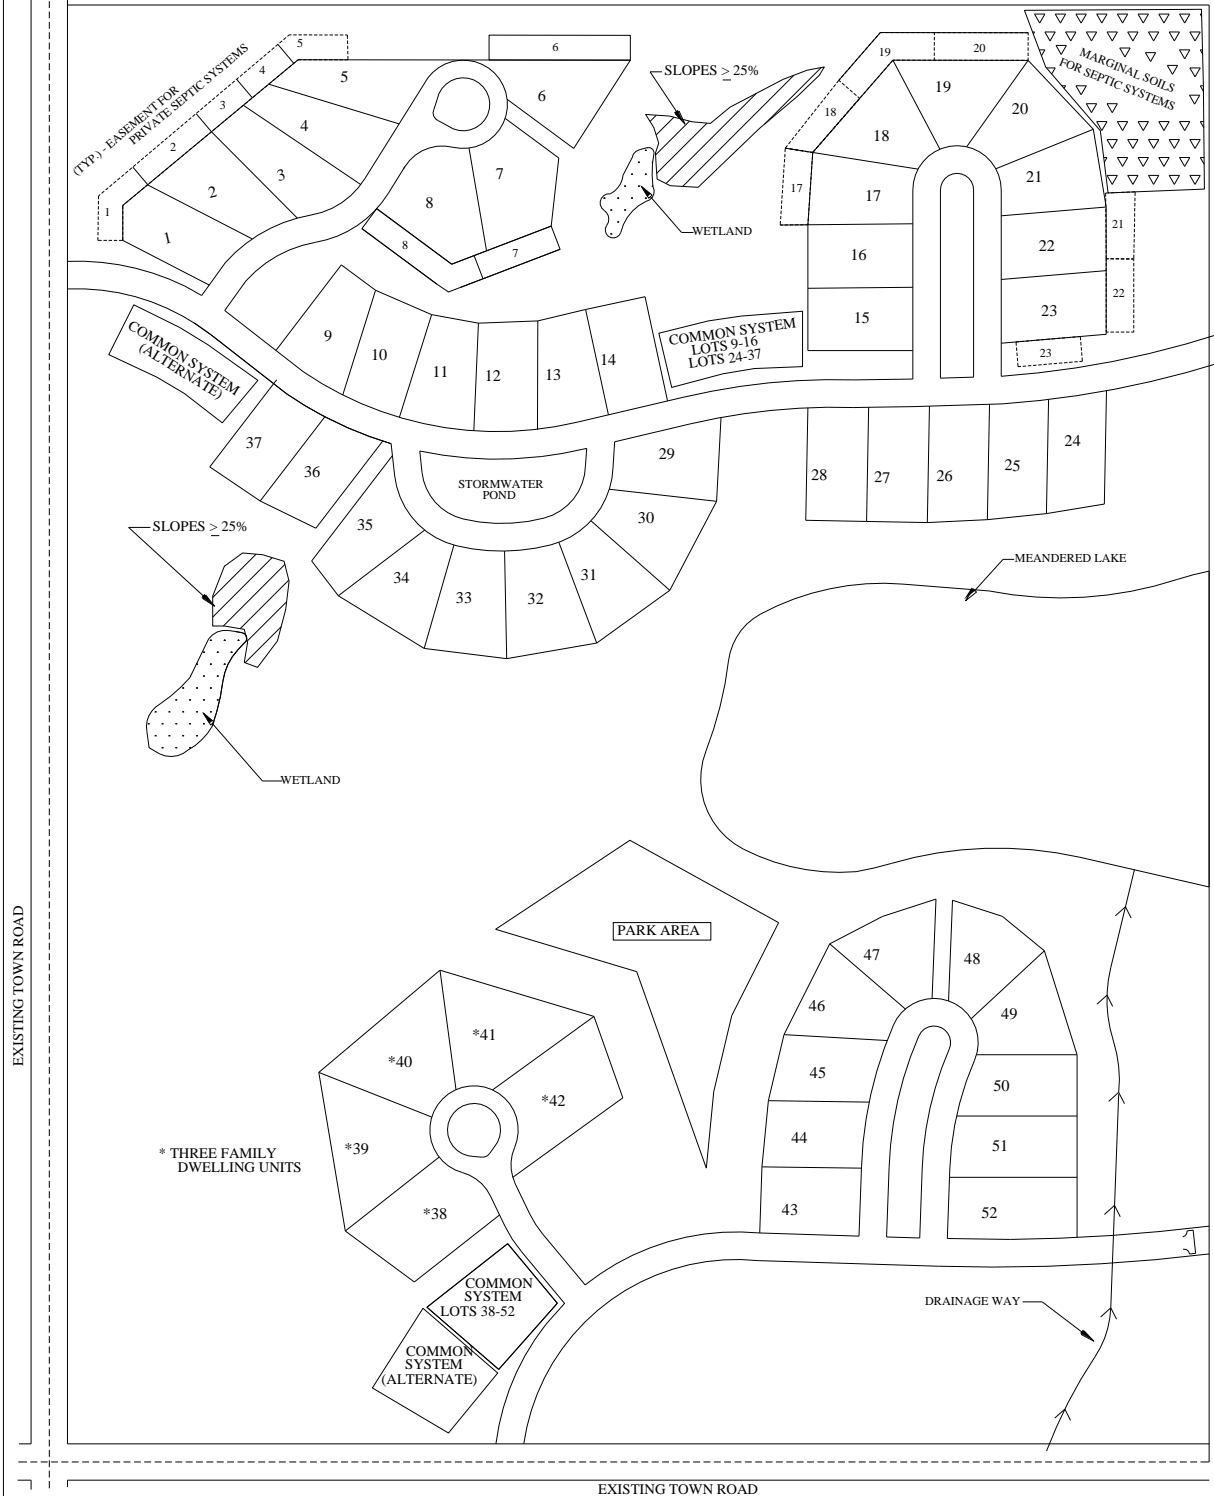 6
5
4
3
2
1
(TYP.) - EASEMENT FOR
PRIVATE SEPTIC SYSTEMS
5
4
3
2
1
6
7
8
8
7
SLOPES ≥ 25%
WETLAND
19
20
18
17
19
20
18
21
17
22
16
23
15
21
22
23
MARGINAL SOILS
FOR SEPTIC SYSTEMS
COMMON SYSTEM
(ALTERNATE)
9
10
11
12
13
14
COMMON SYSTEM
LOTS 9-16
LOTS 24-37
37
36
35
34
33
32
31
30
29
STORMWATER
POND
28
27
26
25
24
SLOPES ≥ 25%
WETLAND
MEANDERED LAKE
PARK AREA
EXISTING TOWN ROAD
*41
*40
*42
*39
*38
* THREE FAMILY
DWELLING UNITS
47
48
46
49
45
50
44
51
43
52
COMMON
SYSTEM
LOTS 38-52
COMMON
SYSTEM
(ALTERNATE)
DRAINAGE WAY
EXISTING TOWN ROAD